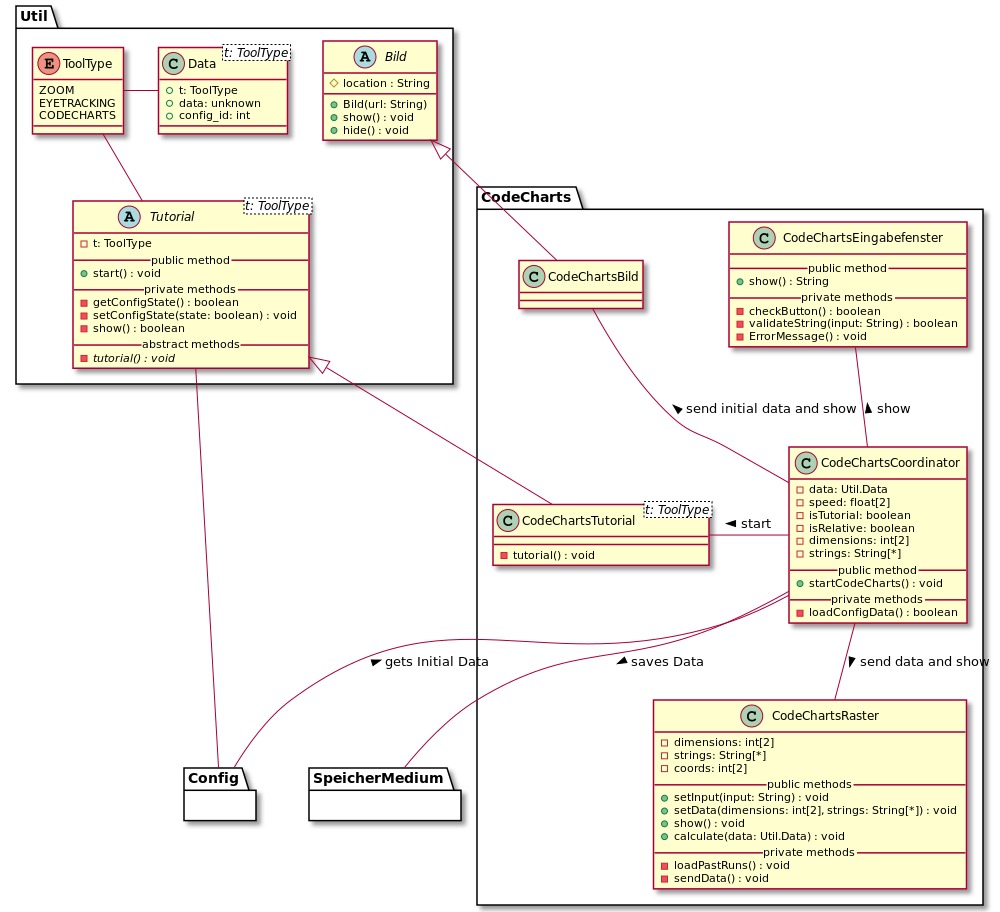 Util
E ToolType
ZOOM
EYETRACKING
CODECHARTS
C Data
t: ToolType
t: ToolType
data: unknown
config_id: int
A Bild
location : String
Bild(url: String)
show() : void
hide() : void
A Tutorial
t: ToolType
t: ToolType
public method
start() : void
private methods
getConfigState() : boolean
setConfigState(state: boolean) : void
show() : boolean
abstract methods
tutorial() : void
CodeCharts
C CodeChartsBild
C CodeChartsEingabefenster
public method
show() : String
private methods
checkButton() : boolean
validateString(input: String) : boolean
ErrorMessage() : void
send initial data and show
show
C CodeChartsCoordinator
data: Util.Data
speed: float[2]
isTutorial: boolean
isRelative: boolean
dimensions: int[2]
strings: String[*]
public method
startCodeCharts() : void
private methods
loadConfigData() : boolean
C CodeChartsTutorial
t: ToolType
tutorial() : void
start
gets Initial Data
saves Data
send data and show
C CodeChartsRaster
dimensions: int[2]
strings: String[*]
coords: int[2]
public methods
setInput(input: String) : void
setData(dimensions: int[2], strings: String[*]) : void
show() : void
calculate(data: Util.Data) : void
private methods
loadPastRuns() : void
sendData() : void
Config
SpeicherMedium